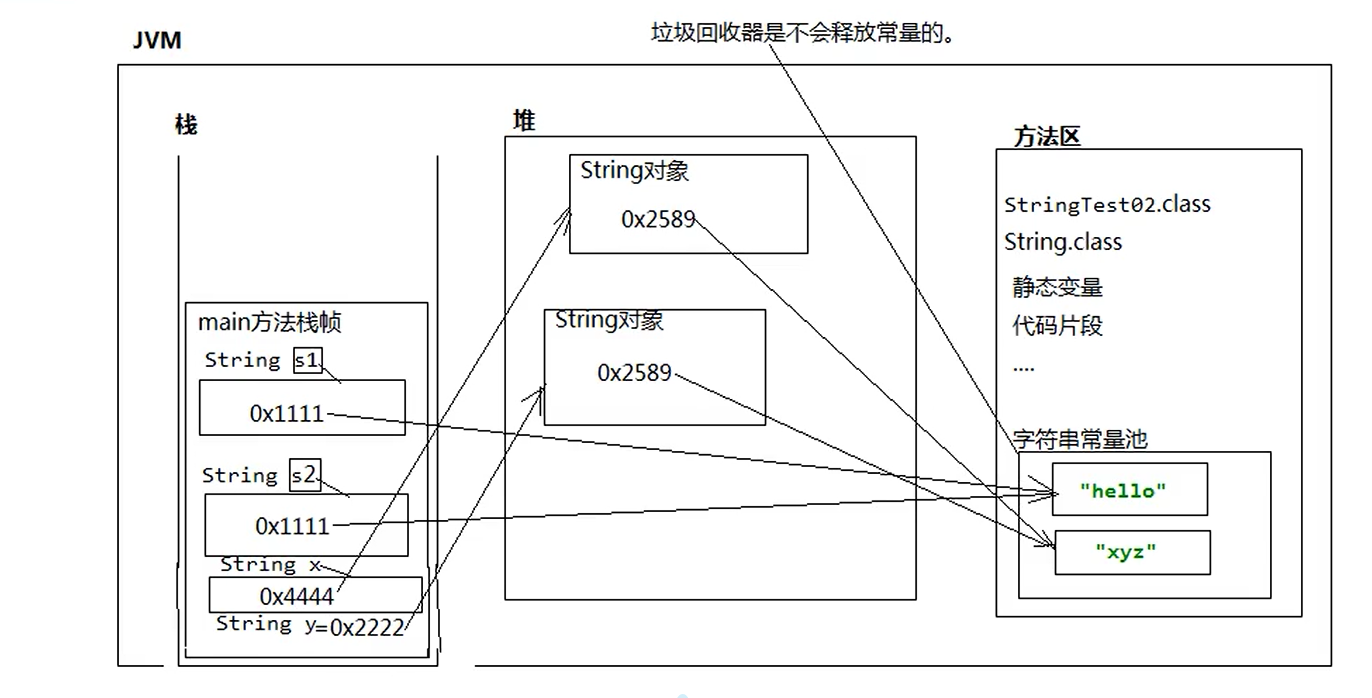 垃圾回收器是不会释放常量的。
JVM
栈
堆
方法区
String对象
0x2589
StringTest02.class
String.class
静态变量
代码片段
....
main方法栈帧
String s1
0x1111
String对象
0x2589
字符串常量池
"hello"
"xyz"
String s2
0x1111
String x
0x4444
String y=0x2222